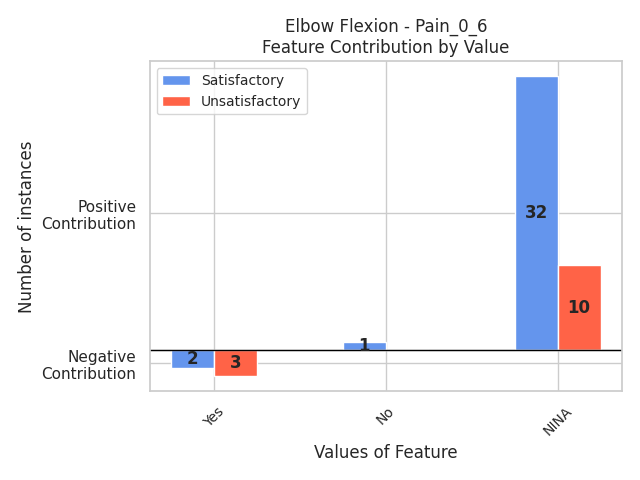 Elbow Flexion - Pain_0_6
Feature Contribution by Value
Satisfactory
Unsatisfactory
Number of instances
Positive
Contribution
Negative
Contribution
2
3
1
32
10
Yes
No
NINA
Values of Feature